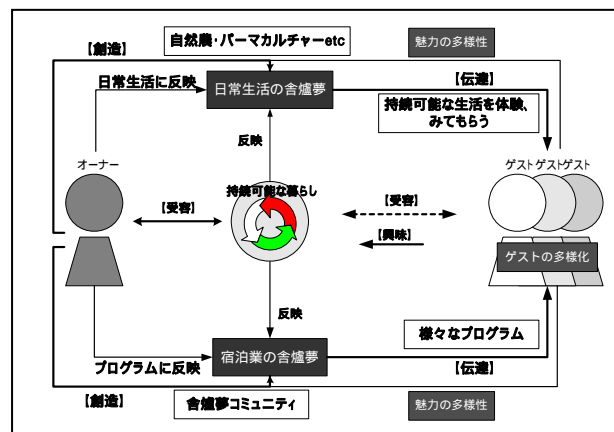 自然農・パーマカルチャーetc
魅力の多様性
【創造】
日常生活に反映
日常生活の舎爐夢
【伝達】
持続可能な生活を体験、
みてもらう
反映
オーナー
ゲスト ゲスト ゲスト
持続可能な暮らし
【受容】
【受容】
【興味】
ゲストの多様化
反映
様々なプログラム
宿泊業の舎爐夢
プログラムに反映
【伝達】
【創造】
舎爐夢コミュニティ
魅力の多様性